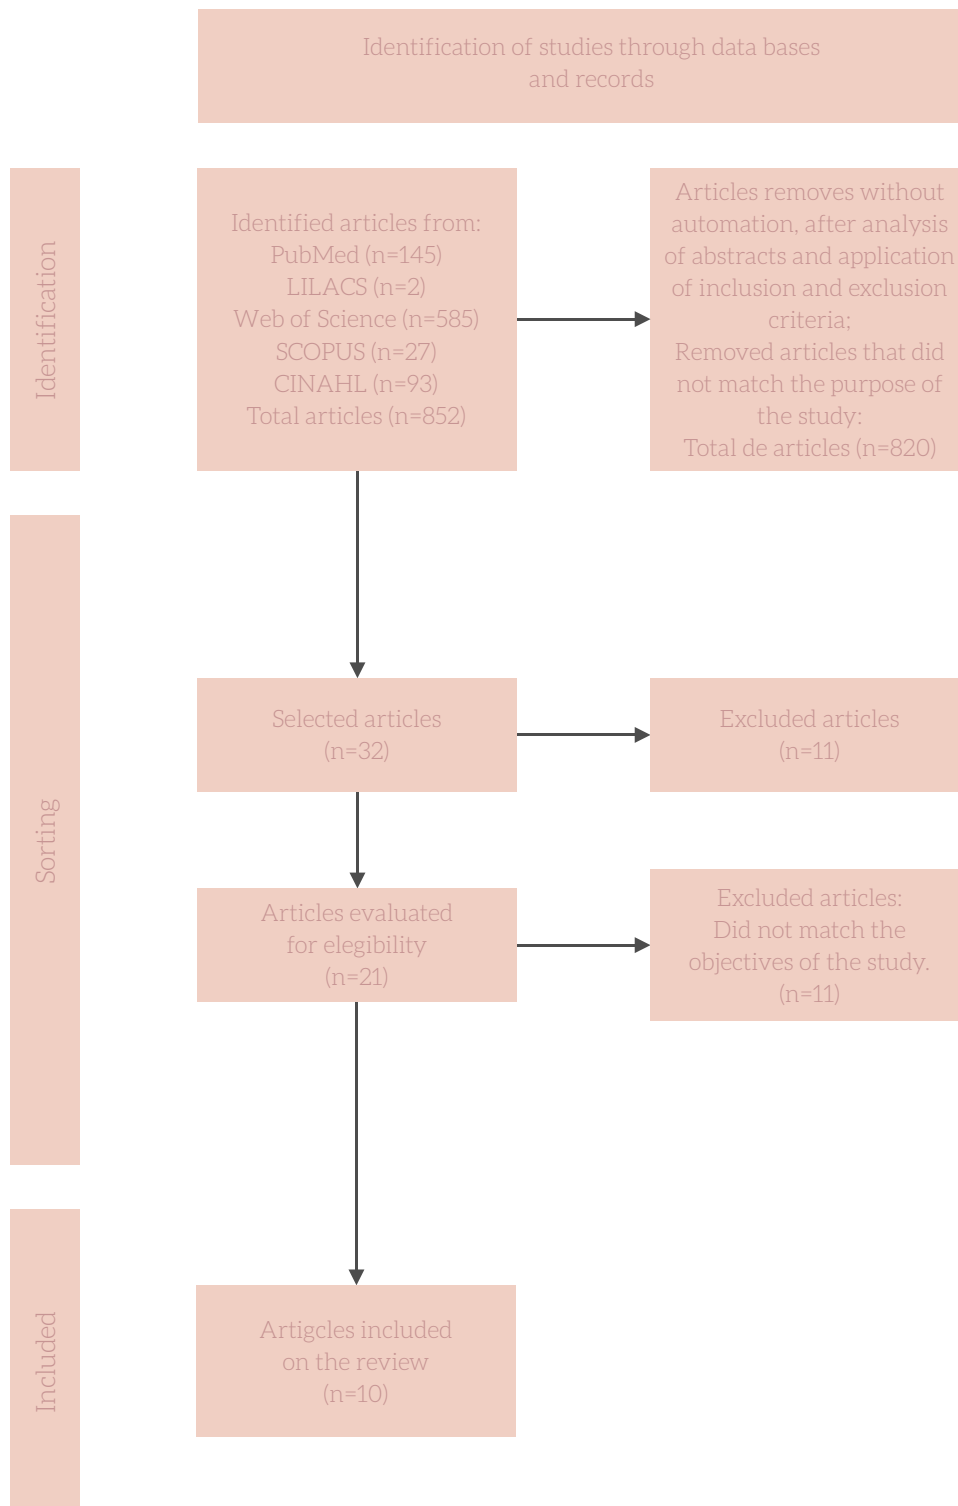 Identification of studies through data bases
and records
Identification
Identified articles from:
PubMed (n=145)
LILACS (n=2)
Web of Science (n=585)
SCOPUS (n=27)
CINAHL (n=93)
Total articles (n=852)
Articles removes without
automation, after analysis
of abstracts and application
of inclusion and exclusion
criteria;
Removed articles that did
not match the purpose of
the study:
Total de articles (n=820)
Sorting
Selected articles
(n=32)
Excluded articles
(n=11)
Articles evaluated
for elegibility
(n=21)
Excluded articles:
Did not match the
objectives of the study.
(n=11)
Included
Artigcles included
on the review
(n=10)